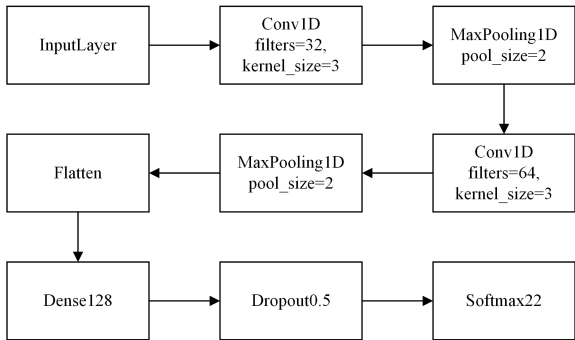 InputLayer
Conv1D
filters=32,
kernel_size=3
MaxPooling1D
pool_size=2
Conv1D
filters=64,
kernel_size=3
MaxPooling1D
pool_size=2
Flatten
Dense128
Dropout0.5
Softmax22